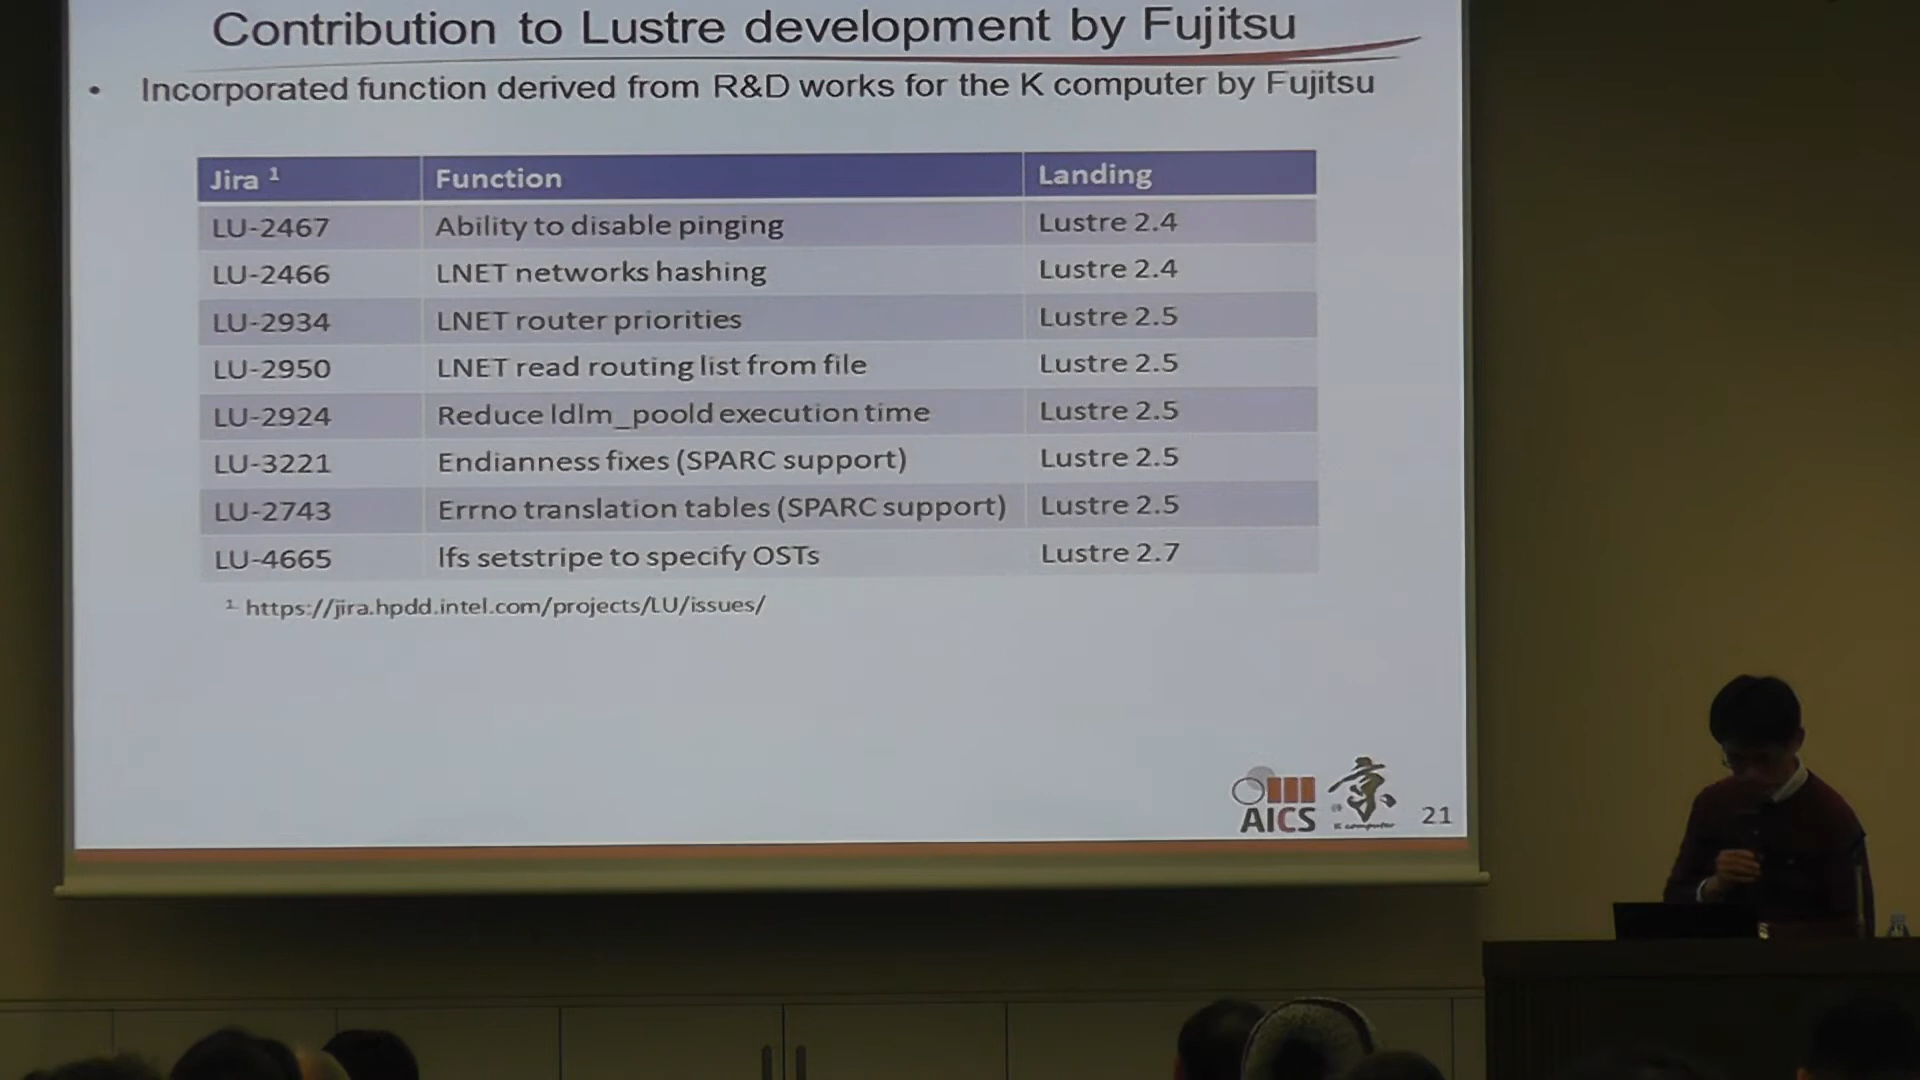 Contribution to Lustre development by Fujitsu
• Incorporated function derived from R&D works for the K computer by Fujitsu
Jira 1 Function Landing
LU-2467 Ability to disable pinging Lustre 2.4
LU-2466 LNET networks hashing Lustre 2.4
LU-2934 LNET router priorities Lustre 2.5
LU-2950 LNET read routing list from file Lustre 2.5
LU-2924 Reduce ldlm_poold execution time Lustre 2.5
LU-3221 Endianness fixes (SPARC support) Lustre 2.5
LU-2743 Errno translation tables (SPARC support) Lustre 2.5
LU-4665 lfs setstripe to specify OSTs Lustre 2.7
1. https://jira.hpdd.intel.com/projects/LU/issues/
AICS 京 K computer 21